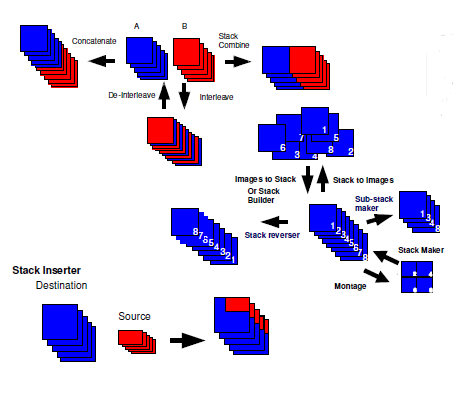 A
B
Stack
Combine
Concatenate
De-Interleave
Interleave
1
7
5
6
8
3
4
2
Images to Stack
Stack to Images
Or Stack
Builder
Sub-stack
maker
1
3
4
8
8
7
6
5
4
3
2
1
1
2
3
4
5
6
7
8
Stack reverser
Stack Maker
Montage
Stack Inserter
Destination
Source